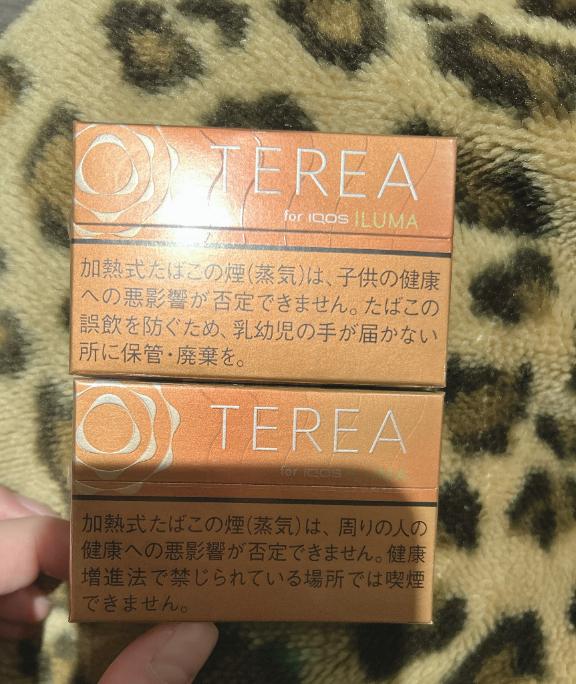 TEREA
for IQOS ILUMA
加熱式たばこの煙(蒸気)は、子供の健康
への悪影響が否定できません。たばこの
誤飲を防ぐため、乳幼児の手が届かない
所に保管・廃棄を。
TEREA
for IQOS
加熱式たばこの煙(蒸気)は、周りの人の
健康への悪影響が否定できません。健康
増進法で禁じられている場所では喫煙
できません。